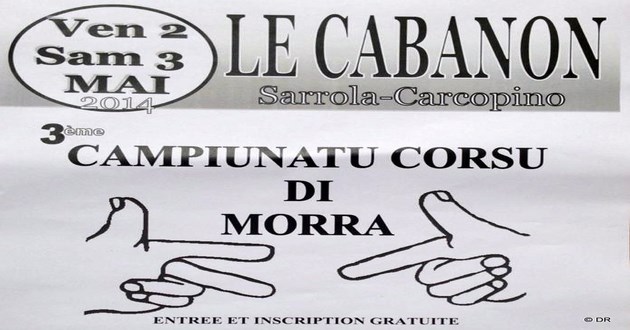 Ven 2
Sam 3
MAI
2014
LE CABANON
Sarrola-Carcopino
3ème
CAMPIUNATU CORSU
DI
MORRA
ENTREE ET INSCRIPTION GRATUITE
© DR